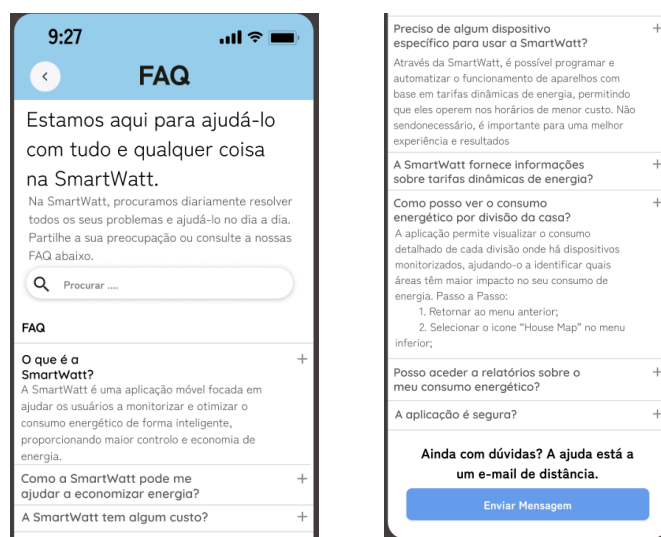 9:27
FAQ
Estamos aqui para ajudá-lo
com tudo e qualquer coisa
na SmartWatt.
Na SmartWatt, procuramos diariamente resolver
todos os seus problemas e ajudá-lo no dia a dia.
Partilhe a sua preocupação ou consulte a nossas
FAQ abaixo.
Procurar ....
FAQ
O que é a
SmartWatt?
A SmartWatt é uma aplicação móvel focada em
ajudar os usuários a monitorizar e otimizar o
consumo energético de forma inteligente,
proporcionando maior controlo e economia de
energia.
Como a SmartWatt pode me
ajudar a economizar energia?
A SmartWatt tem algum custo?
Preciso de algum dispositivo
específico para usar a SmartWatt?
Através da SmartWatt, é possível programar e
automatizar o funcionamento de aparelhos com
base em tarifas dinâmicas de energia, permitindo
que eles operem nos horários de menor custo. Não
sendonecessário, é importante para uma melhor
experiência e resultados
A SmartWatt fornece informações
sobre tarifas dinâmicas de energia?
Como posso ver o consumo
energético por divisão da casa?
A aplicação permite visualizar o consumo
detalhado de cada divisão onde há dispositivos
monitorizados, ajudando-o a identificar quais
áreas têm maior impacto no seu consumo de
energia. Passo a Passo:
1. Retornar ao menu anterior;
2. Selecionar o icone “House Map” no menu
inferior;
Posso aceder a relatórios sobre o
meu consumo energético?
A aplicação é segura?
Ainda com dúvidas? A ajuda está a
um e-mail de distância.
Enviar Mensagem